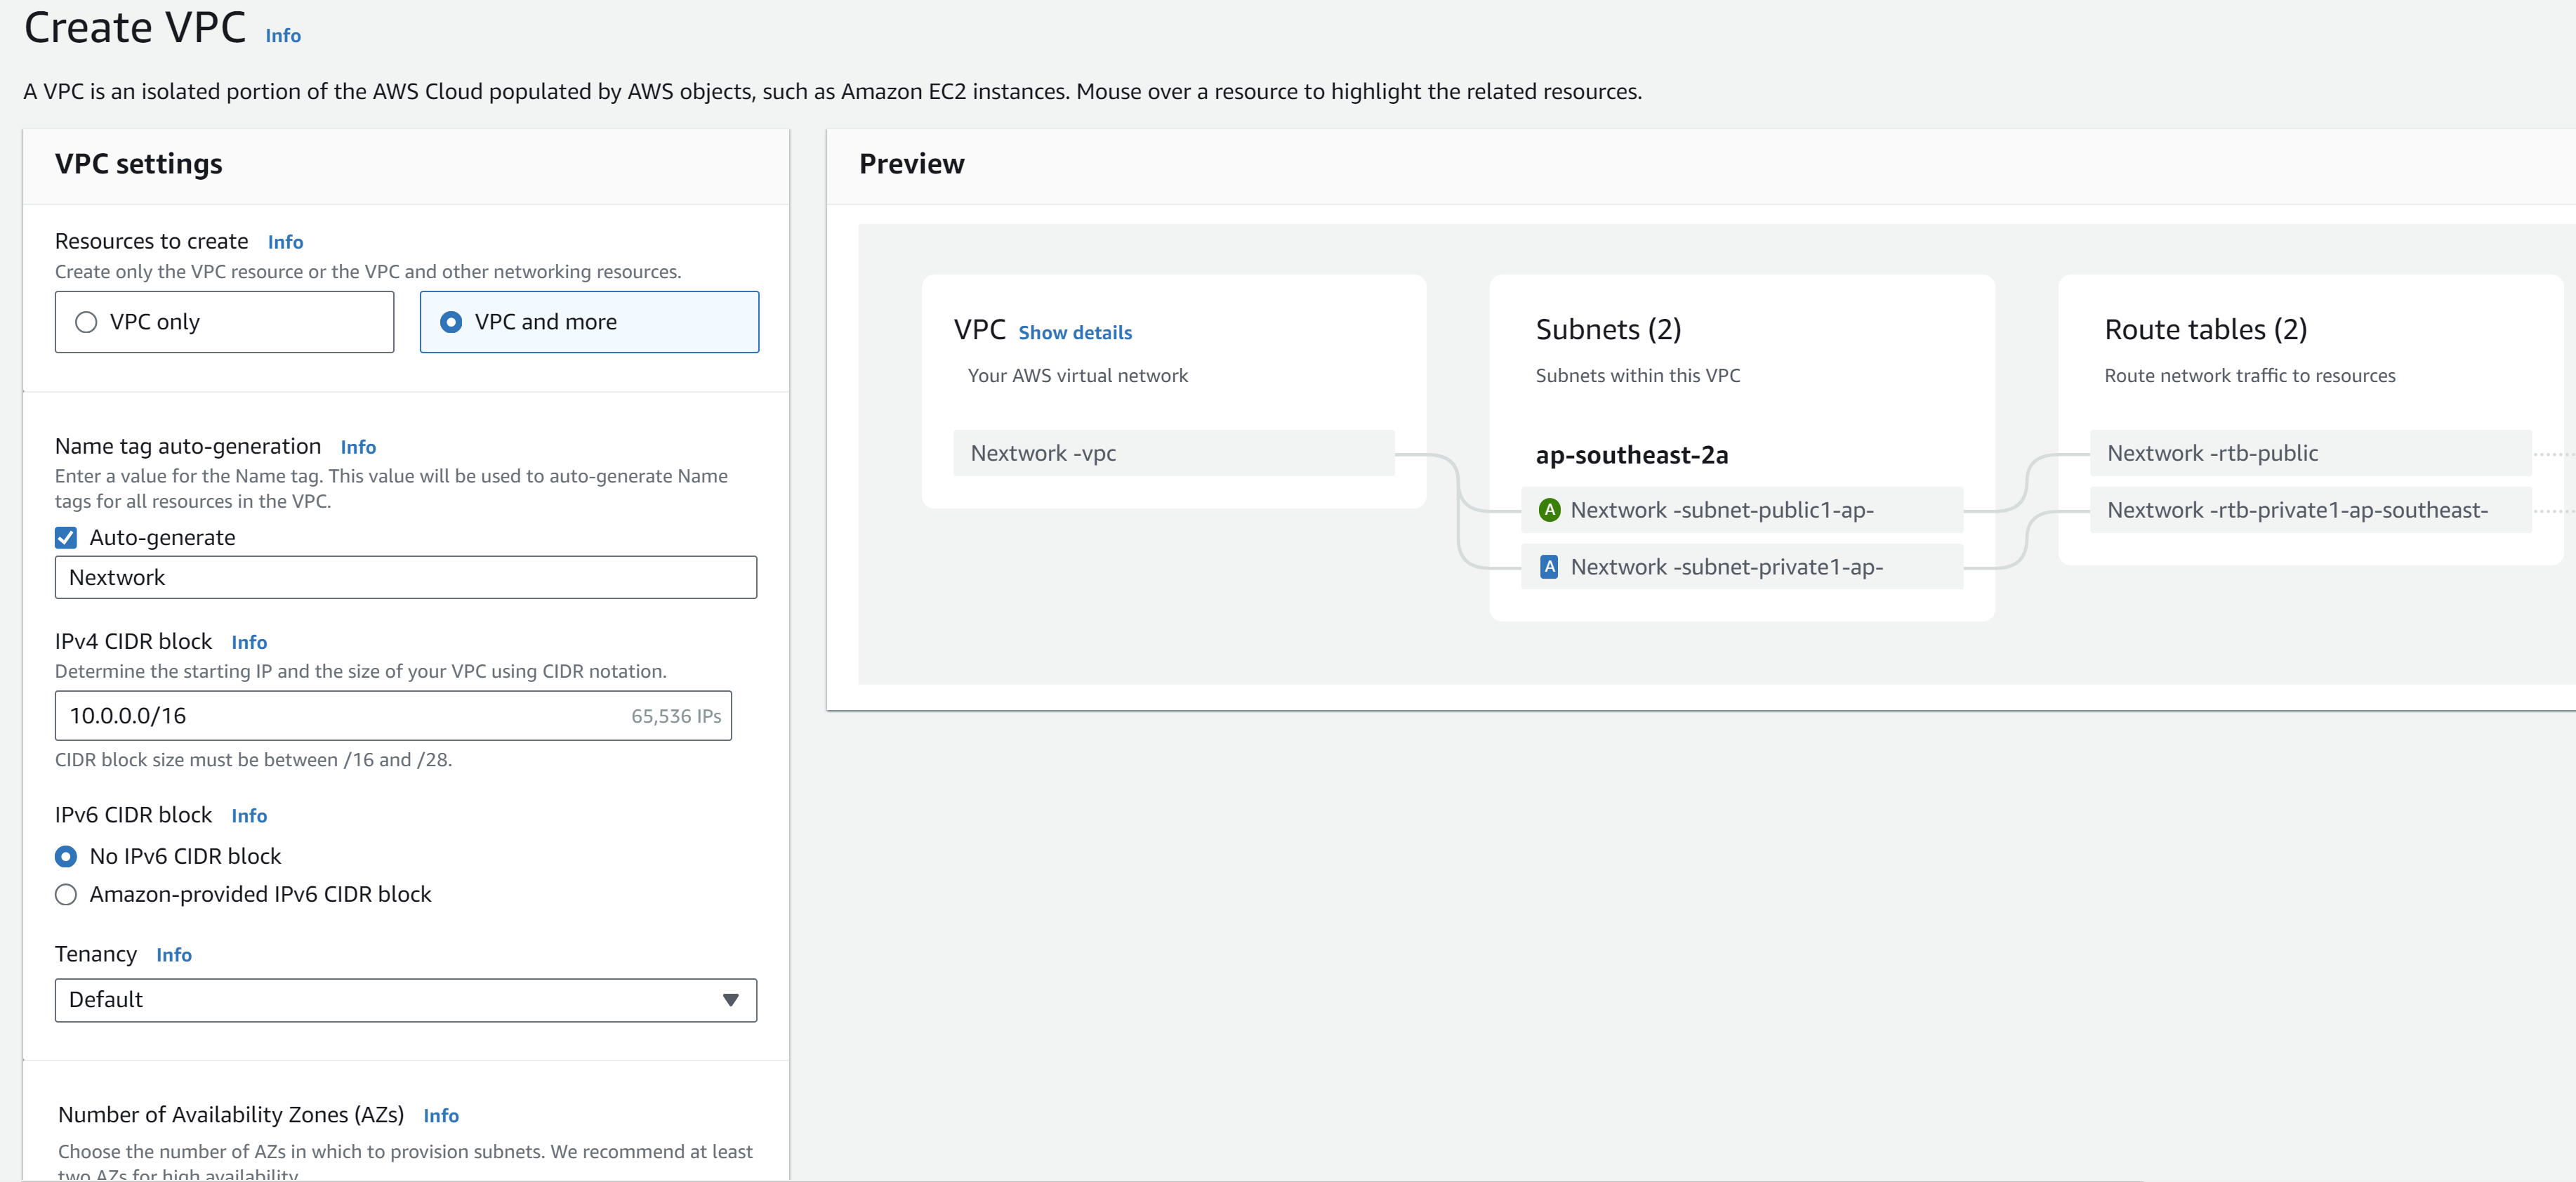 Create VPC Info
A VPC is an isolated portion of the AWS Cloud populated by AWS objects, such as Amazon EC2 instances. Mouse over a resource to highlight the related resources.
VPC settings
Resources to create Info
Create only the VPC resource or the VPC and other networking resources.
VPC only
VPC and more
Name tag auto-generation Info
Enter a value for the Name tag. This value will be used to auto-generate Name
tags for all resources in the VPC.
Auto-generate
Nextwork
IPv4 CIDR block Info
Determine the starting IP and the size of your VPC using CIDR notation.
10.0.0.0/16 65,536 IPs
CIDR block size must be between /16 and /28.
IPv6 CIDR block Info
No IPv6 CIDR block
Amazon-provided IPv6 CIDR block
Tenancy Info
Default
Number of Availability Zones (AZs) Info
Choose the number of AZs in which to provision subnets. We recommend at least
two AZs for high availability.
Preview
VPC Show details
Your AWS virtual network
Nextwork -vpc
Subnets (2)
Subnets within this VPC
ap-southeast-2a
A Nextwork -subnet-public1-ap-
A Nextwork -subnet-private1-ap-
Route tables (2)
Route network traffic to resources
Nextwork -rtb-public
Nextwork -rtb-private1-ap-southeast-